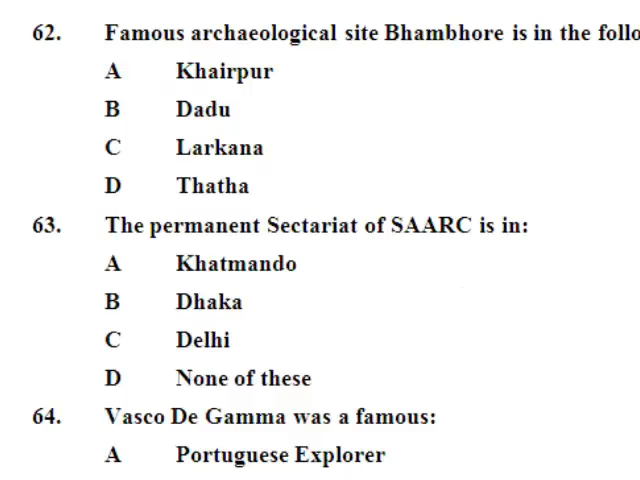 62. Famous archaeological site Bhambhore is in the
A Khairpur
B Dadu
C Larkana
D Thatha
63. The permanent Sectariat of SAARC is in:
A Khatmando
B Dhaka
C Delhi
D None of these
64. Vasco De Gamma was a famous:
A Portuguese Explorer